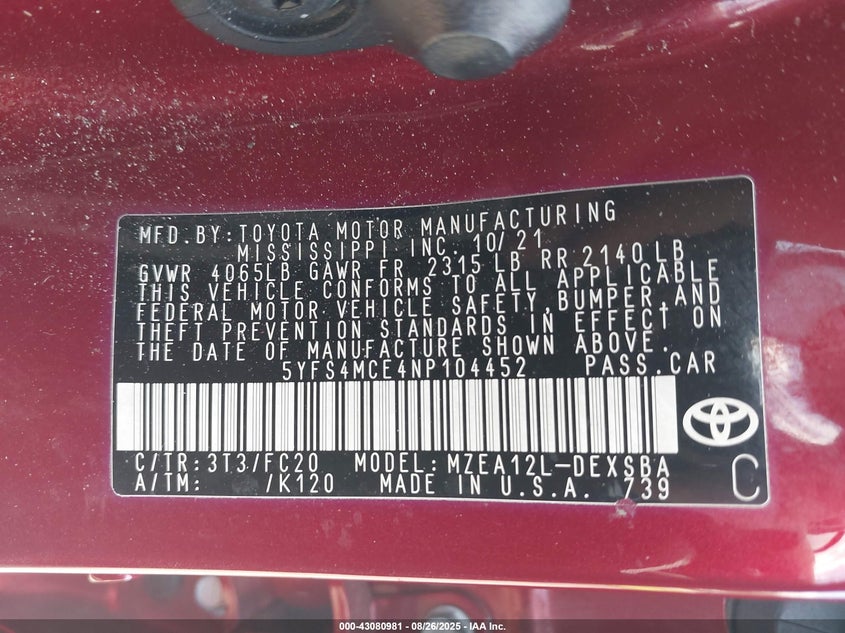 MFD.BY:TOYOTA MOTOR MANUFACTURING
MISSISSIPPI INC. 10/21
GVWR 4065LB GAWR FR 2315LB RR 2140LB
THIS VEHICLE CONFORMS TO ALL APPLICABLE
FEDERAL MOTOR VEHICLE SAFETY,BUMPER,AND
THEFT PREVENTION STANDARDS IN EFFECT ON
THE DATE OF MANUFACTURE SHOWN ABOVE.
5YFS4MCE4NP104452 PASS.CAR
C/TR:3T3/FC20 MODEL:MZEA12L-DEXSBA
A/TM: /K120 MADE IN U.S.A. 739
C
000-43080981 - 08/26/2025 - IAA Inc.